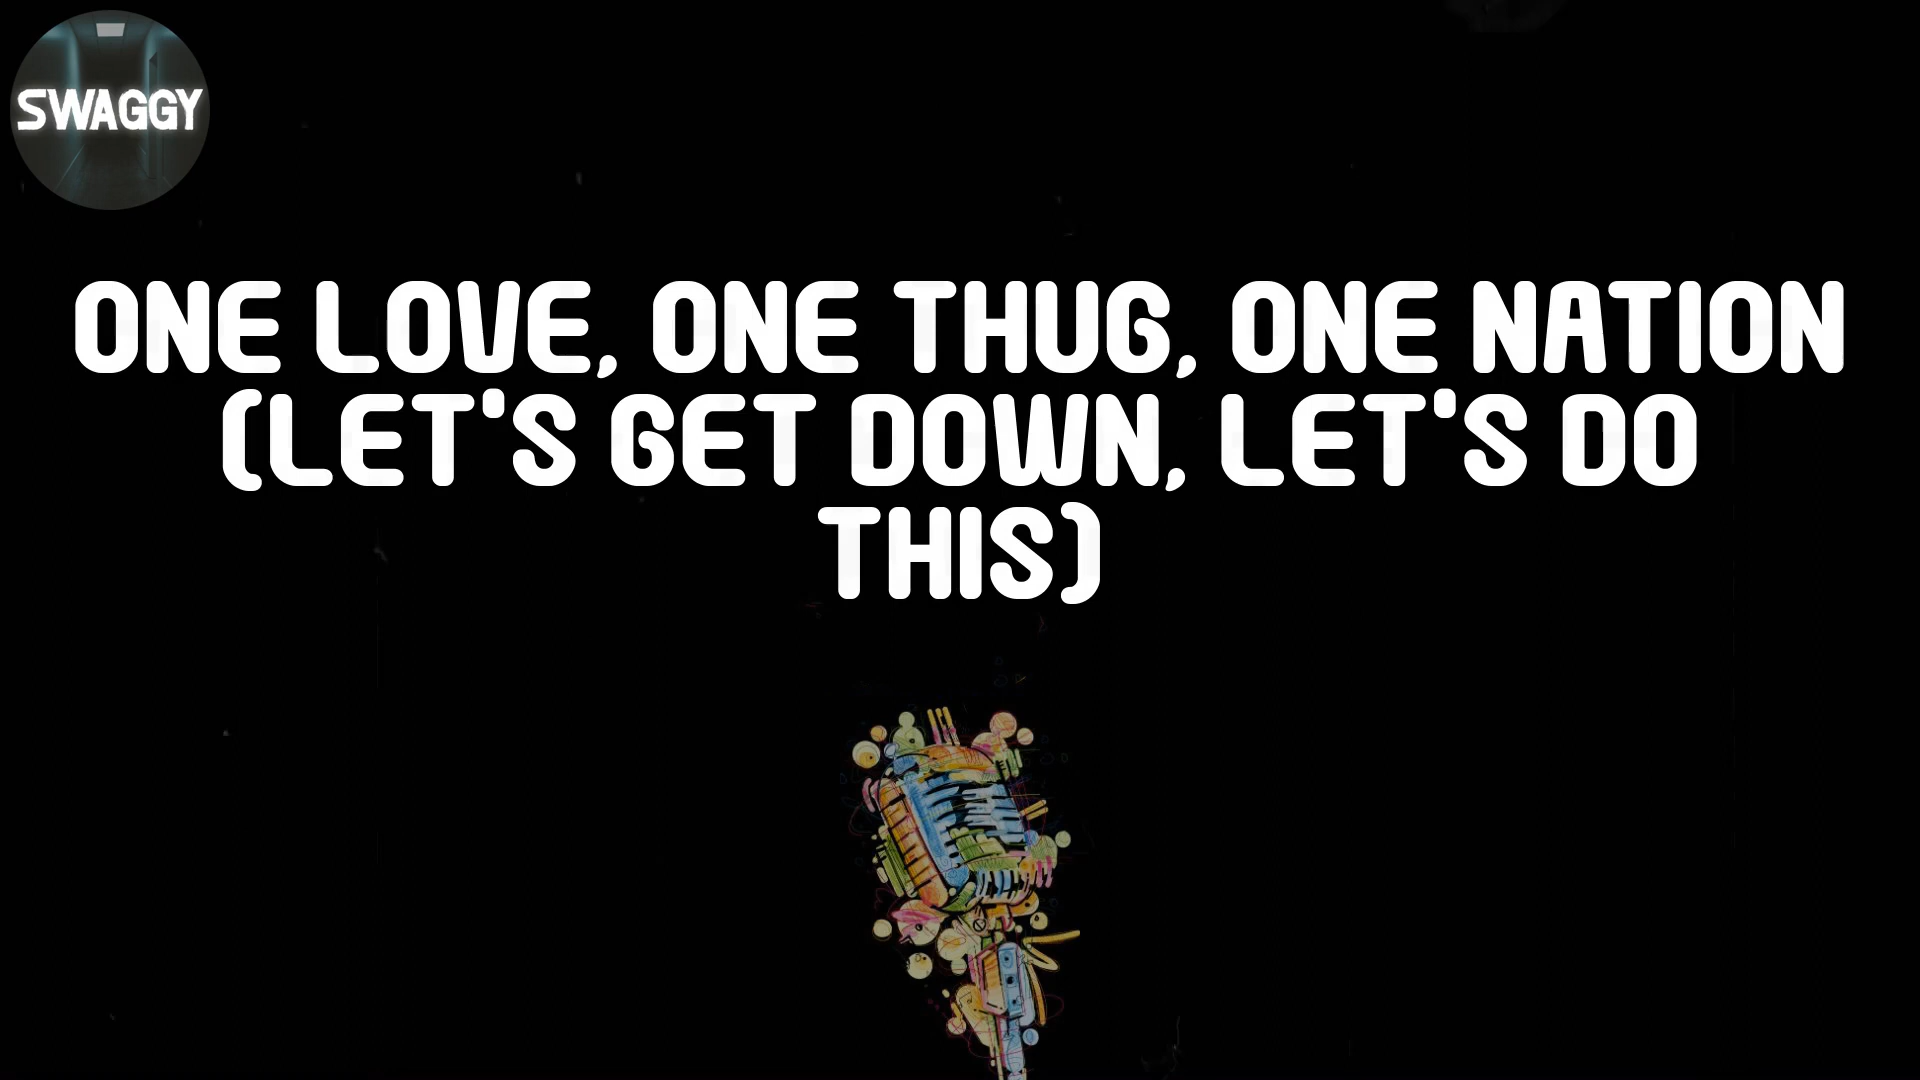 SWAGGY
ONE LOVE, ONE THUG, ONE NATION
(LET'S GET DOWN, LET'S DO
THIS)